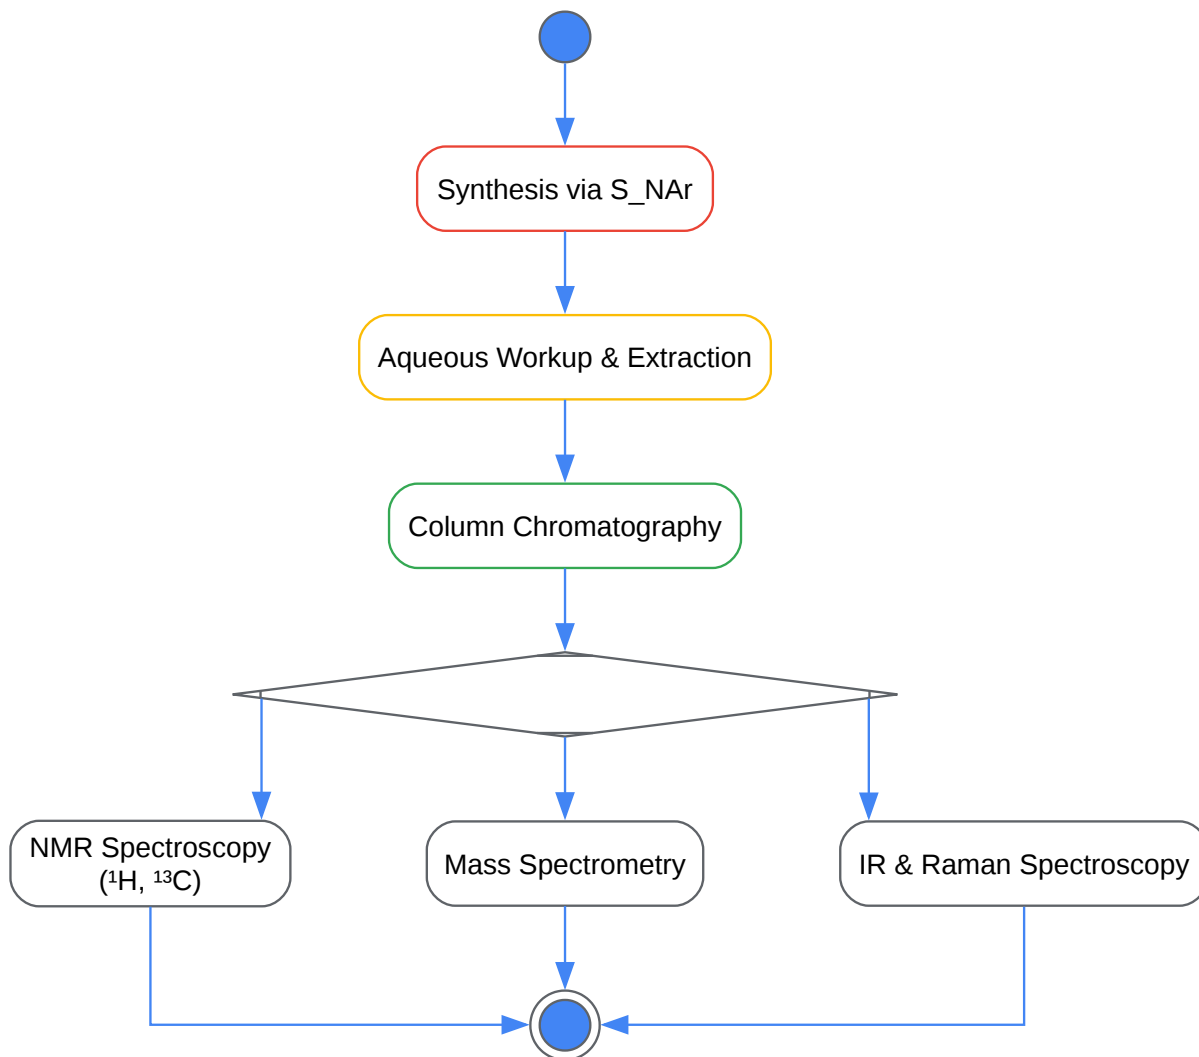 Synthesis via S_NAr
Aqueous Workup & Extraction
Column Chromatography
NMR Spectroscopy
(¹H, ¹³C)
Mass Spectrometry
IR & Raman Spectroscopy